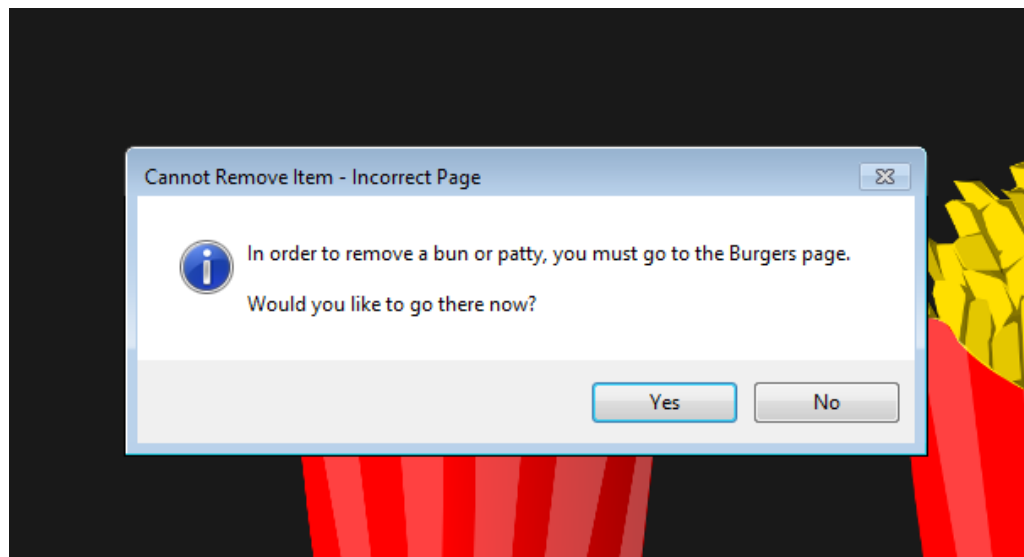 Cannot Remove Item - Incorrect Page
In order to remove a bun or patty, you must go to the Burgers page.
Would you like to go there now?
Yes
No